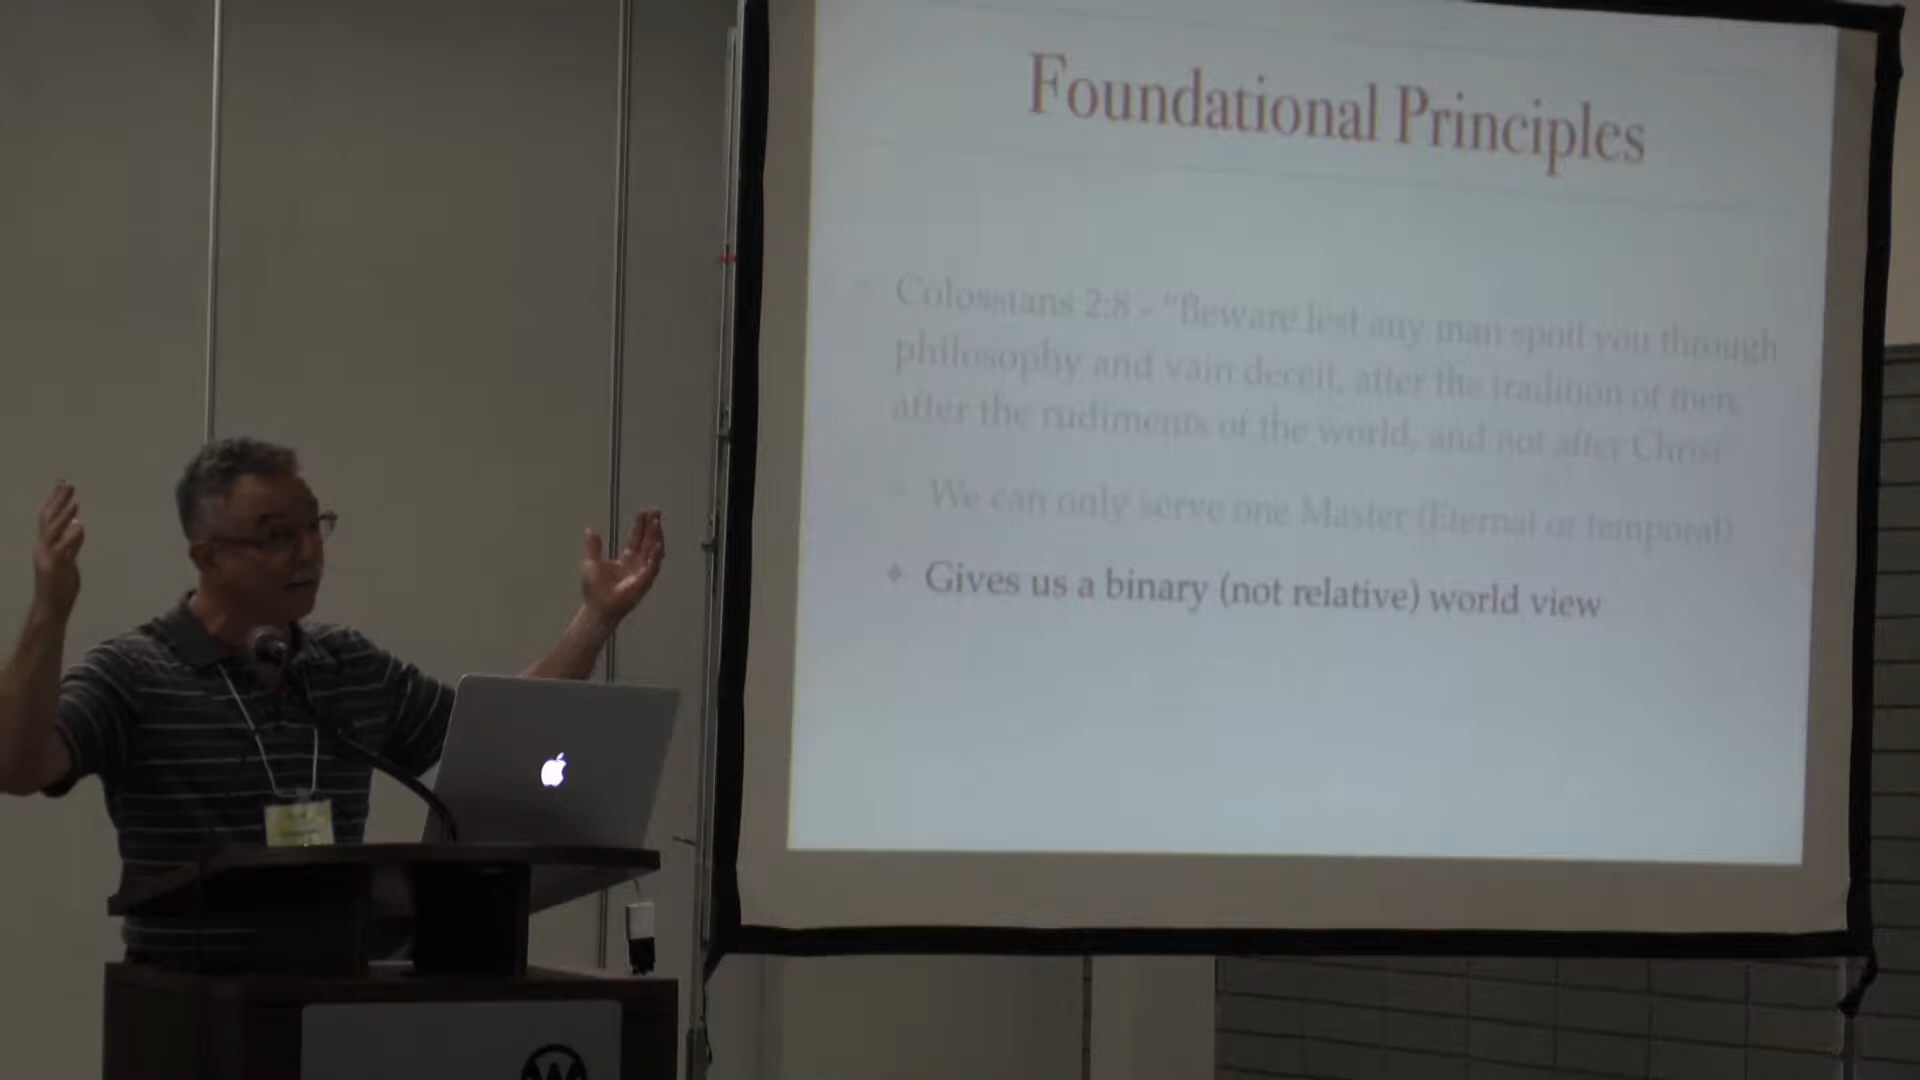 Foundational Principles
Colossians 2:8 - "Beware lest any man spoil you through
philosophy and vain deceit, after the tradition of men,
after the rudiments of the world, and not after Christ
We can only serve one Master (Eternal or temporal)
Gives us a binary (not relative) world view
W